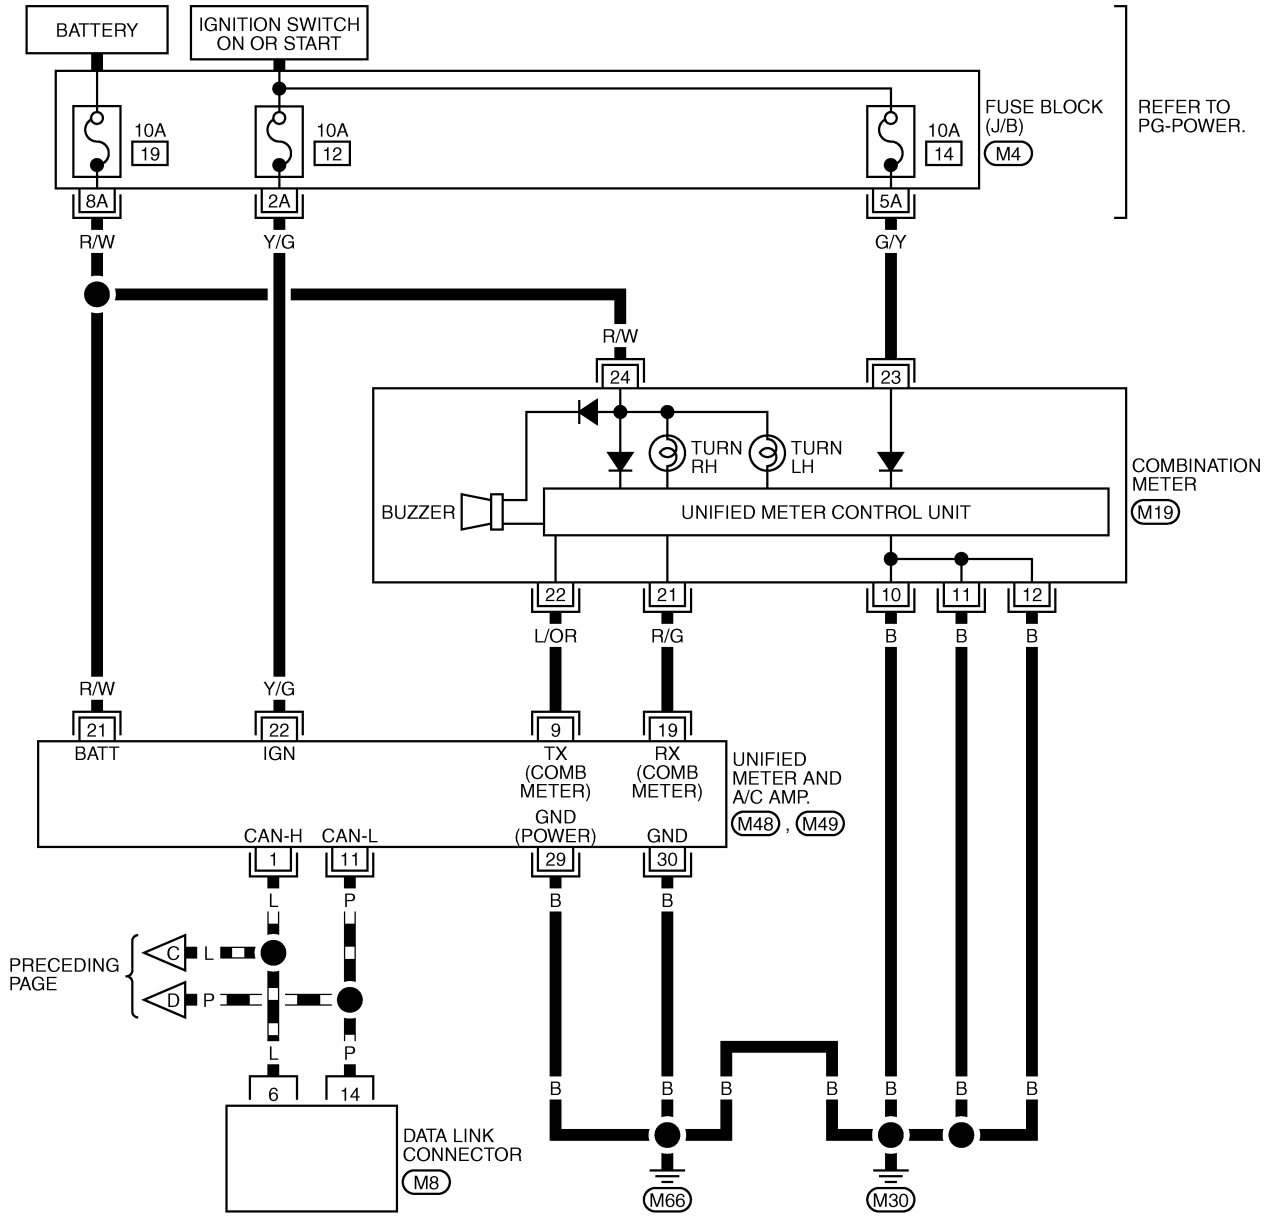 BATTERY
IGNITION SWITCH
ON OR START
10A
19
10A
12
10A
14
FUSE BLOCK
(J/B)
M4
REFER TO
PG-POWER.
8A
2A
5A
R/W
Y/G
G/Y
R/W
24
23
TURN
RH
TURN
LH
COMBINATION
METER
M19
BUZZER
UNIFIED METER CONTROL UNIT
22
21
10
11
12
L/OR
R/G
B
B
B
R/W
Y/G
21
22
9
19
BATT
IGN
TX
(COMB
METER)
RX
(COMB
METER)
UNIFIED
METER AND
A/C AMP.
M48 , M49
CAN-H
CAN-L
GND
(POWER)
GND
1
11
29
30
L
P
B
B
PRECEDING
PAGE
C
L
D
P
L
P
B
B
B
B
B
B
B
6
14
DATA LINK
CONNECTOR
M8
M66
M30